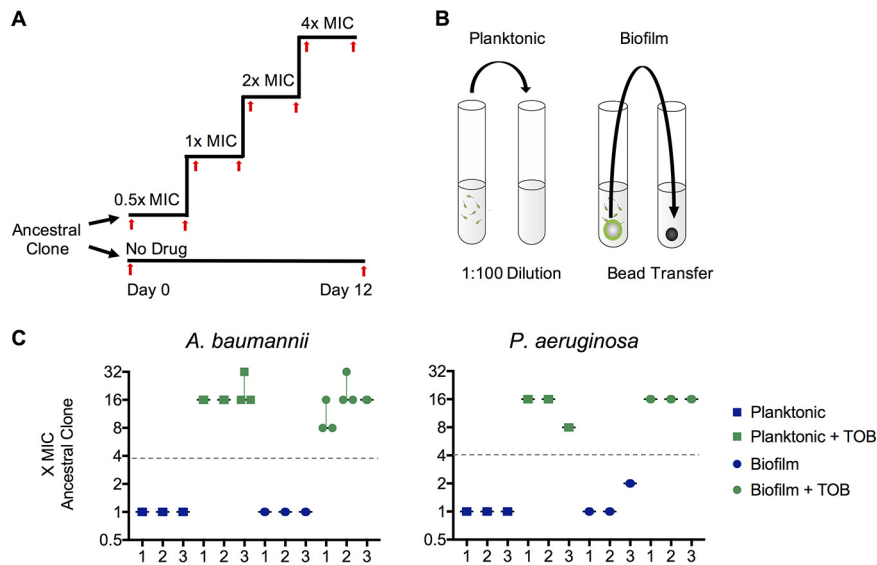 A
4x MIC
2x MIC
1x MIC
0.5x MIC
Ancestral
Clone
No Drug
Day 0
Day 12
B
Planktonic
Biofilm
1:100 Dilution
Bead Transfer
C
A. baumannii
P. aeruginosa
X MIC
Ancestral Clone
32
16
8
4
2
1
0.5
1 2 3 1 2 3 1 2 3 1 2 3
32
16
8
4
2
1
0.5
1 2 3 1 2 3 1 2 3 1 2 3
Planktonic
Planktonic + TOB
Biofilm
Biofilm + TOB